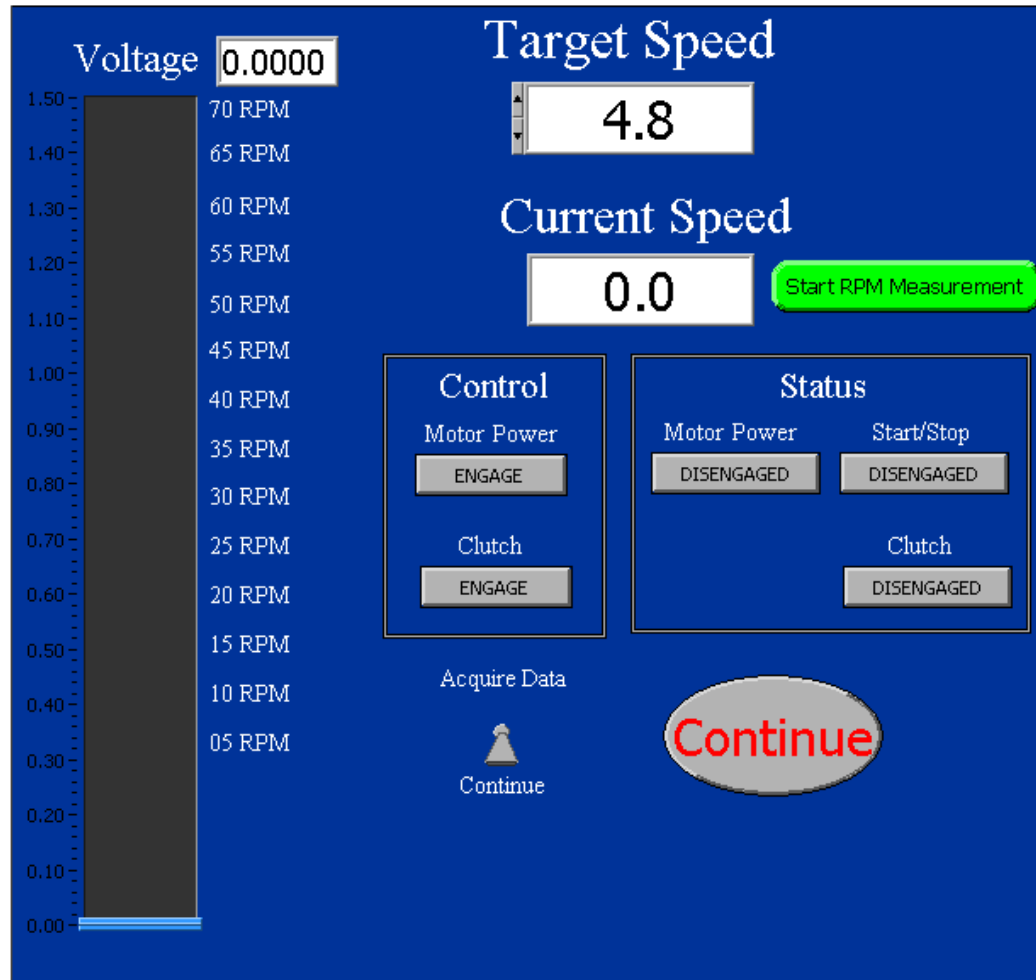 Voltage 0.0000
Target Speed
4.8
1.50 70 RPM
1.40 65 RPM
1.30 60 RPM
1.20 55 RPM
1.10 50 RPM
1.00 45 RPM
0.90 40 RPM
0.80 35 RPM
0.70 30 RPM
0.60 25 RPM
0.50 20 RPM
0.40 15 RPM
0.30 10 RPM
0.20 05 RPM
0.10
0.00
Current Speed
0.0 Start RPM Measurement
Control
Motor Power
ENGAGE
Clutch
ENGAGE
Status
Motor Power Start/Stop
DISENGAGED DISENGAGED
Clutch
DISENGAGED
Acquire Data
Continue
Continue